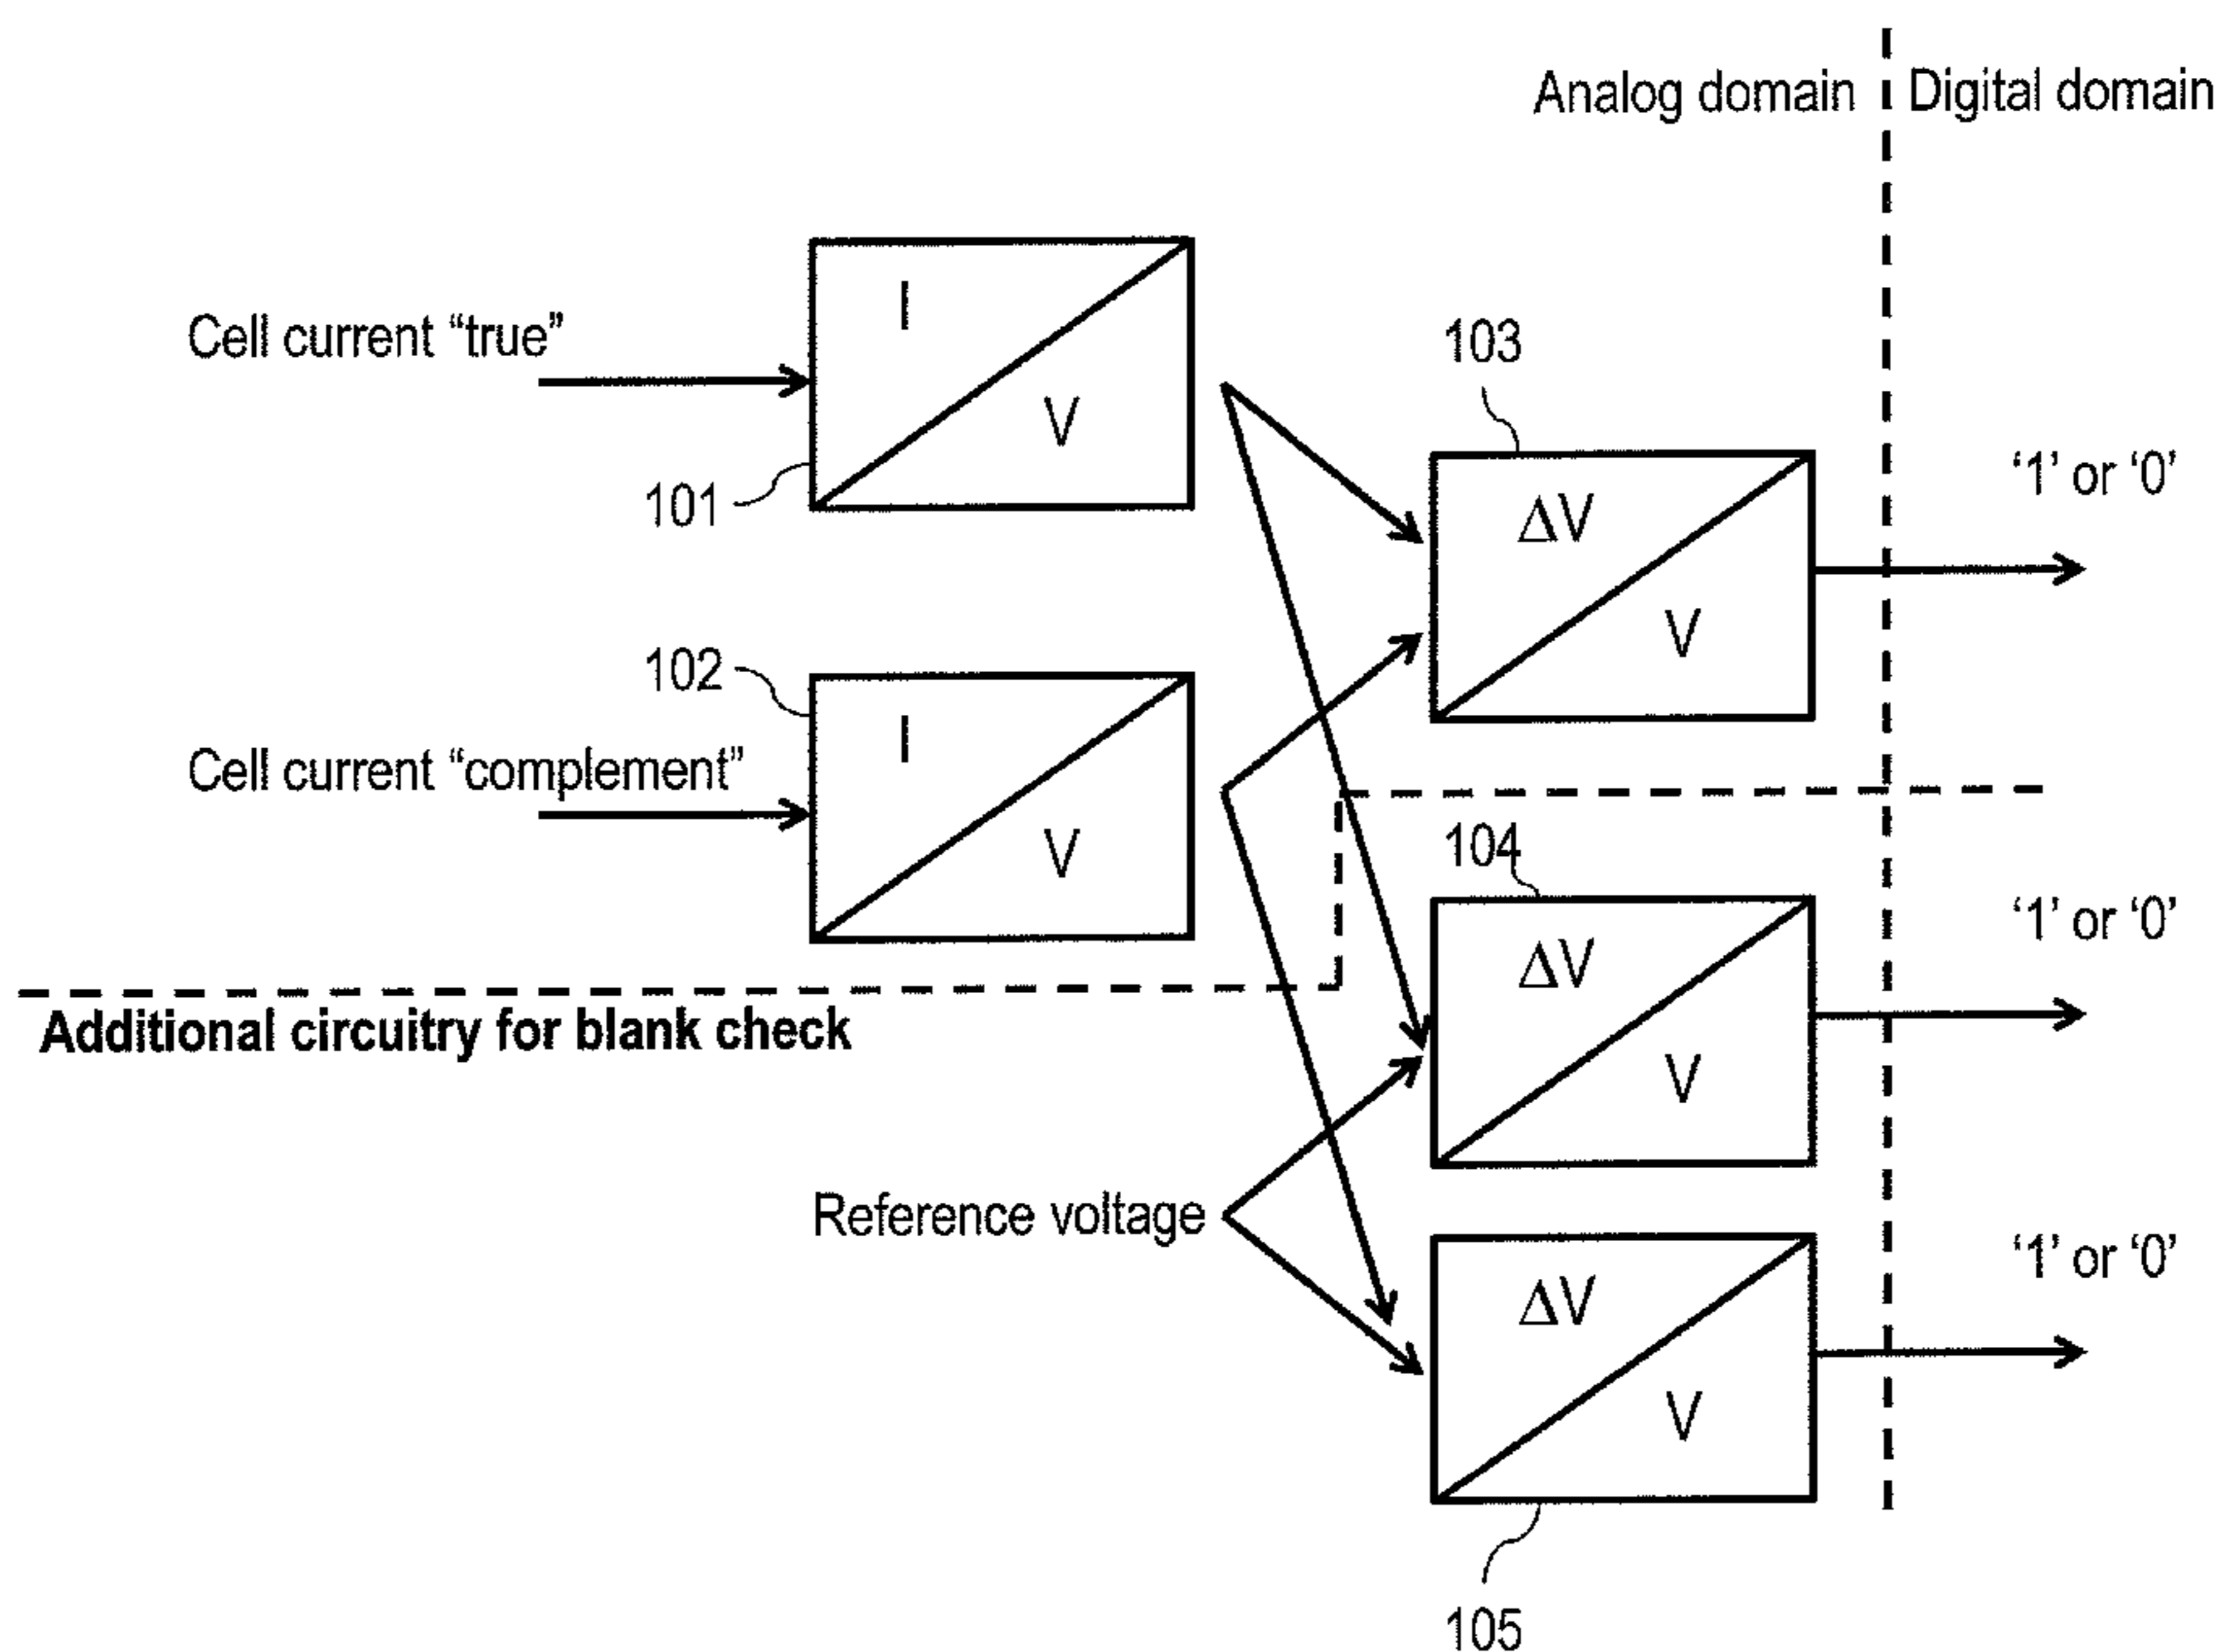 Analog domain
Digital domain
Cell current “true”
I
V
101
103
ΔV
V
‘1’ or ‘0’
102
I
V
Cell current “complement”
104
ΔV
V
‘1’ or ‘0’
Additional circuitry for blank check
Reference voltage
ΔV
V
‘1’ or ‘0’
105